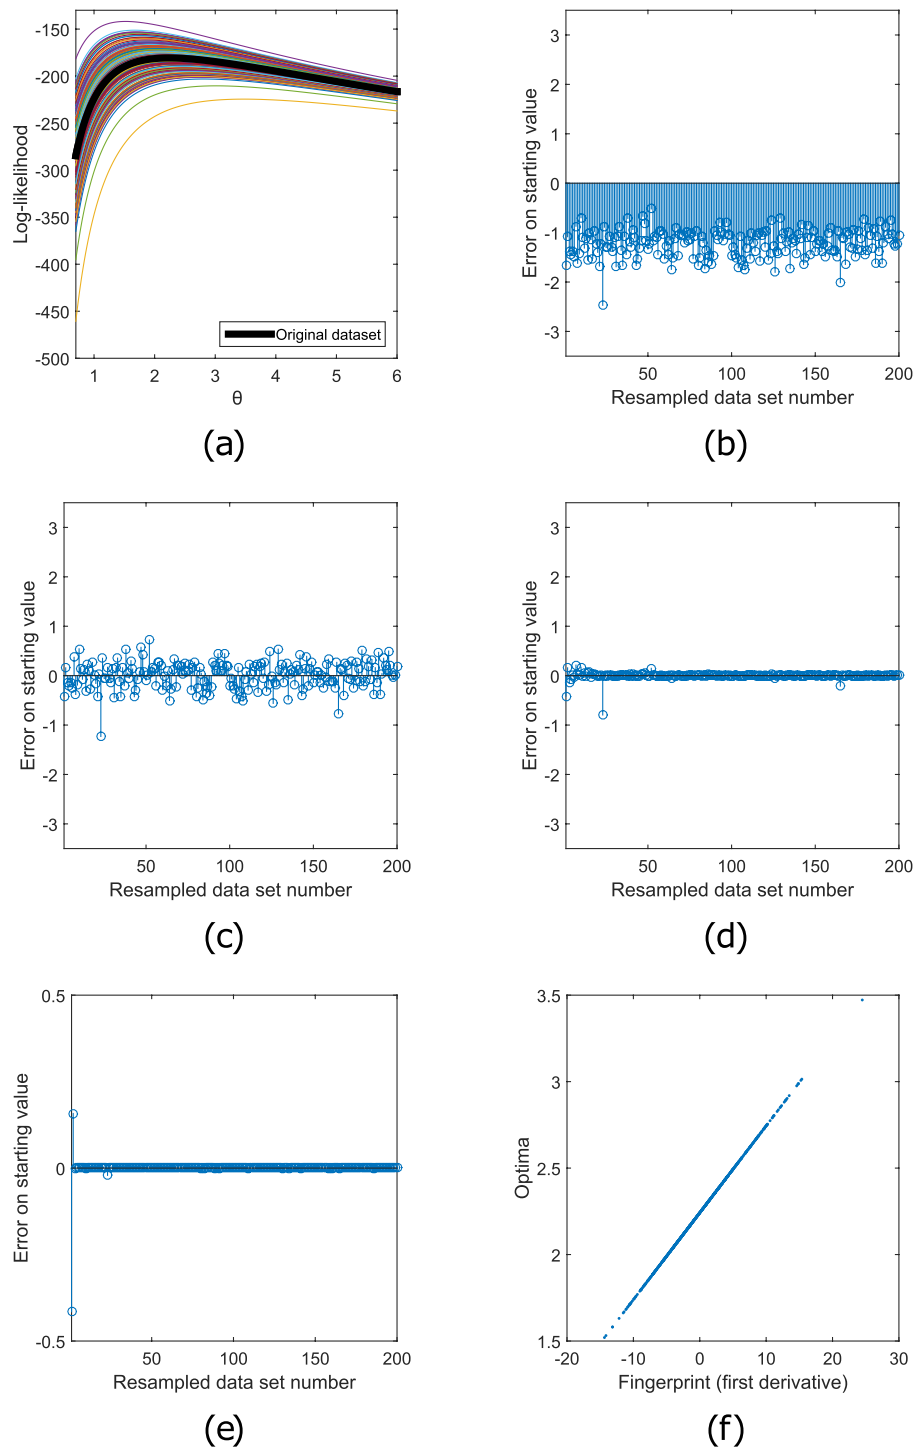 -150
-200
-250
-300
-350
-400
-450
-500
Log-likelihood
Original dataset
1 2 3 4 5 6
θ
(a)
3
2
1
0
-1
-2
-3
Error on starting value
50 100 150 200
Resampled data set number
(b)
3
2
1
0
-1
-2
-3
Error on starting value
50 100 150 200
Resampled data set number
(c)
3
2
1
0
-1
-2
-3
Error on starting value
50 100 150 200
Resampled data set number
(d)
0.5
0
-0.5
Error on starting value
50 100 150 200
Resampled data set number
(e)
3.5
3
2.5
2
1.5
Optima
-20 -10 0 10 20 30
Fingerprint (first derivative)
(f)